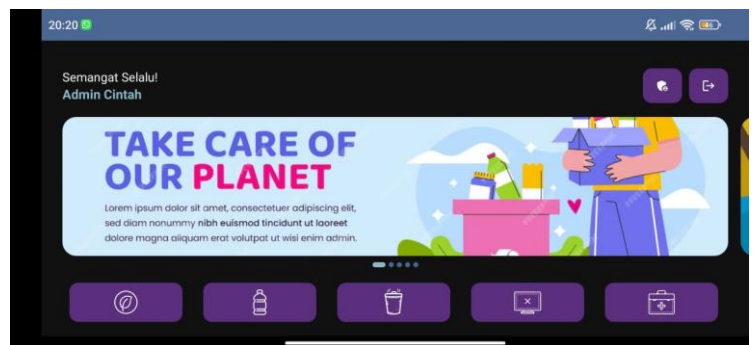 20:20
Semangat Selalu!
Admin Cintah
TAKE CARE OF
OUR PLANET
Lorem ipsum dolor sit amet, consectetuer adipiscing elit,
sed diam nonummy nibh euismod tincidunt ut laoreet
dolore magna aliquam erat volutpat ut wisi enim admin.